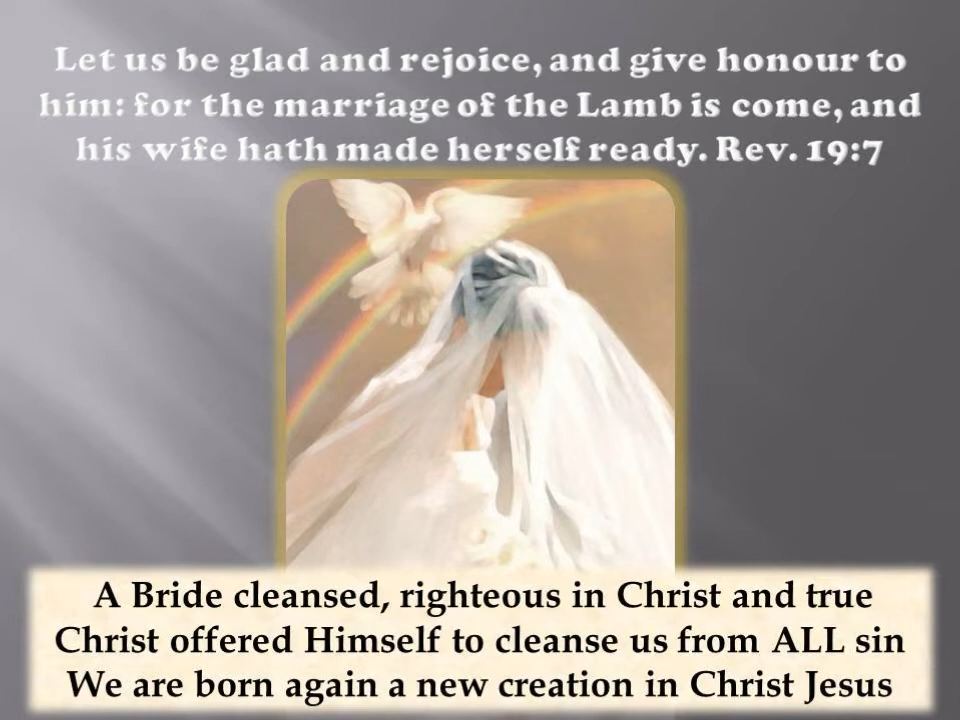 Let us be glad and rejoice, and give honour to
him: for the marriage of the Lamb is come, and
his wife hath made herself ready. Rev. 19:7
A Bride cleansed, righteous in Christ and true
Christ offered Himself to cleanse us from ALL sin
We are born again a new creation in Christ Jesus